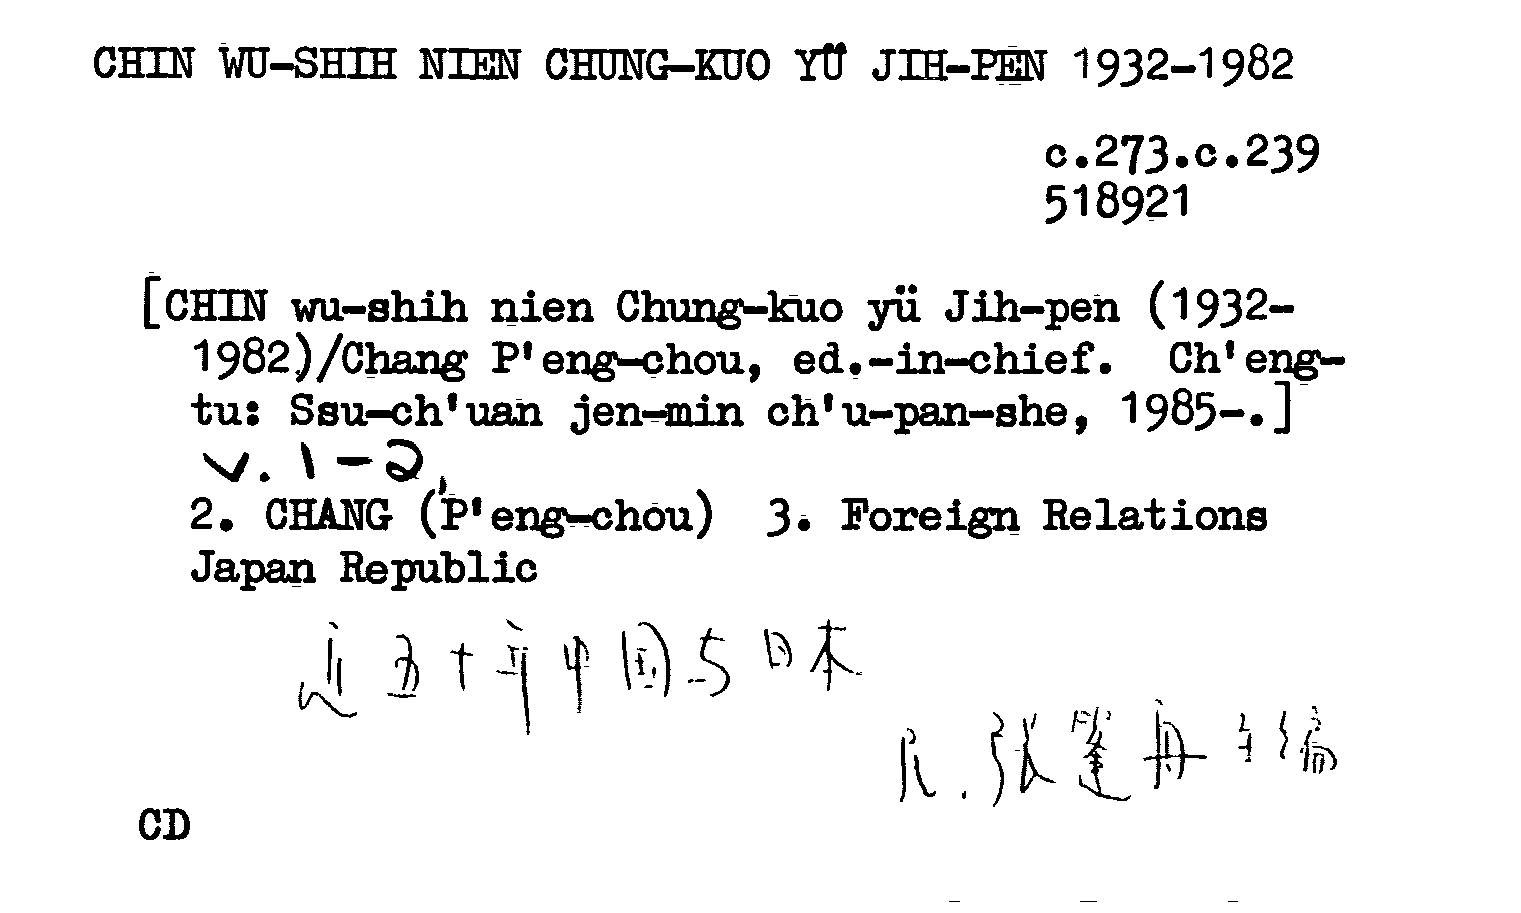 CHIN WU-SHIH NIEN CHUNG-KUO YÜ JIH-PEN 1932-1982
c.273.c.239
518921
[CHIN wu-shih nien Chung-kuo yü Jih-pen (1932-
1982)/Chang P'eng-chou, ed.-in-chief. Ch'eng-
tu: Ssu-ch'uan jen-min ch'u-pan-she, 1985-.]
v. 1-2,
2. CHANG (P'eng-chou) 3. Foreign Relations
Japan Republic
近五十年中国与日本
R. 张篷舟主编
CD